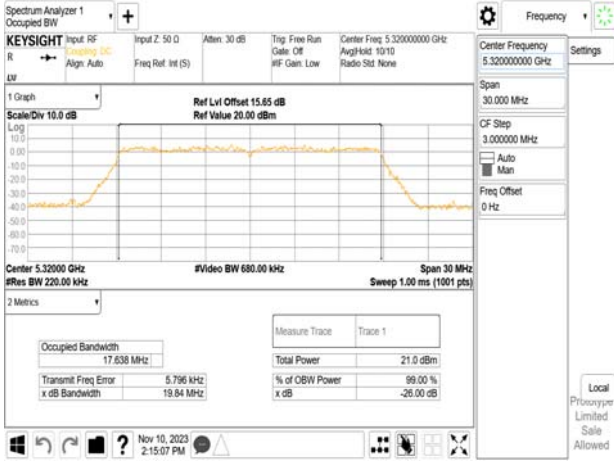 Spectrum Analyzer 1
Occupied BW
Frequency
KEYSIGHT
R
Input: RF
Coupling: DC
Align: Auto
Input Z: 50 Ω
Freq Ref: Int (S)
Atten: 30 dB
Trig: Free Run
Gate: Off
#IF Gain: Low
Center Freq: 5.320000000 GHz
Avg|Hold: 10/10
Radio Std: None
Center Frequency
5.320000000 GHz
Settings
Span
30.000 MHz
CF Step
3.000000 MHz
Auto
Man
Freq Offset
0 Hz
1 Graph
Scale/Div 10.0 dB
Ref Lvl Offset 15.65 dB
Ref Value 20.00 dBm
Log
10.0
0.00
-10.0
-20.0
-30.0
-40.0
-50.0
-60.0
-70.0
Center 5.32000 GHz
#Video BW 680.00 kHz
Span 30 MHz
#Res BW 220.00 kHz
Sweep 1.00 ms (1001 pts)
2 Metrics
Measure Trace
Trace 1
Occupied Bandwidth
17.638 MHz
Total Power
21.0 dBm
Transmit Freq Error
5.796 kHz
% of OBW Power
99.00 %
x dB Bandwidth
19.84 MHz
x dB
-26.00 dB
Local
Prototype
Limited
Sale
Allowed
?
Nov 10, 2023
2:15:07 PM